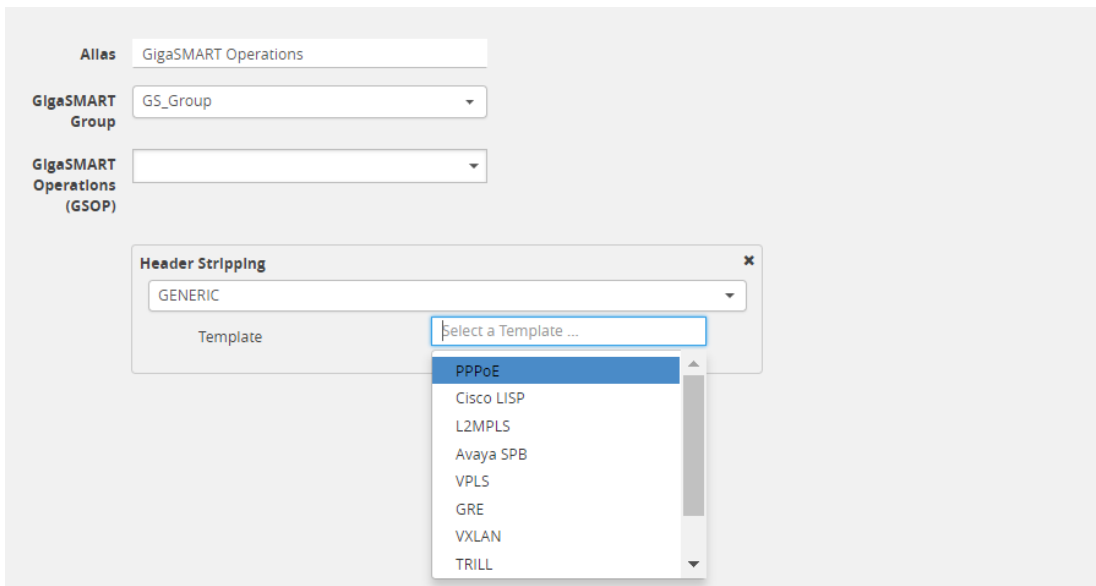 Alias GigaSMART Operations
GigaSMART Group GS_Group
GigaSMART
Operations
(GSOP)
Header Stripping
GENERIC
Template Select a Template ...
PPPoE
Cisco LISP
L2MPLS
Avaya SPB
VPLS
GRE
VXLAN
TRILL